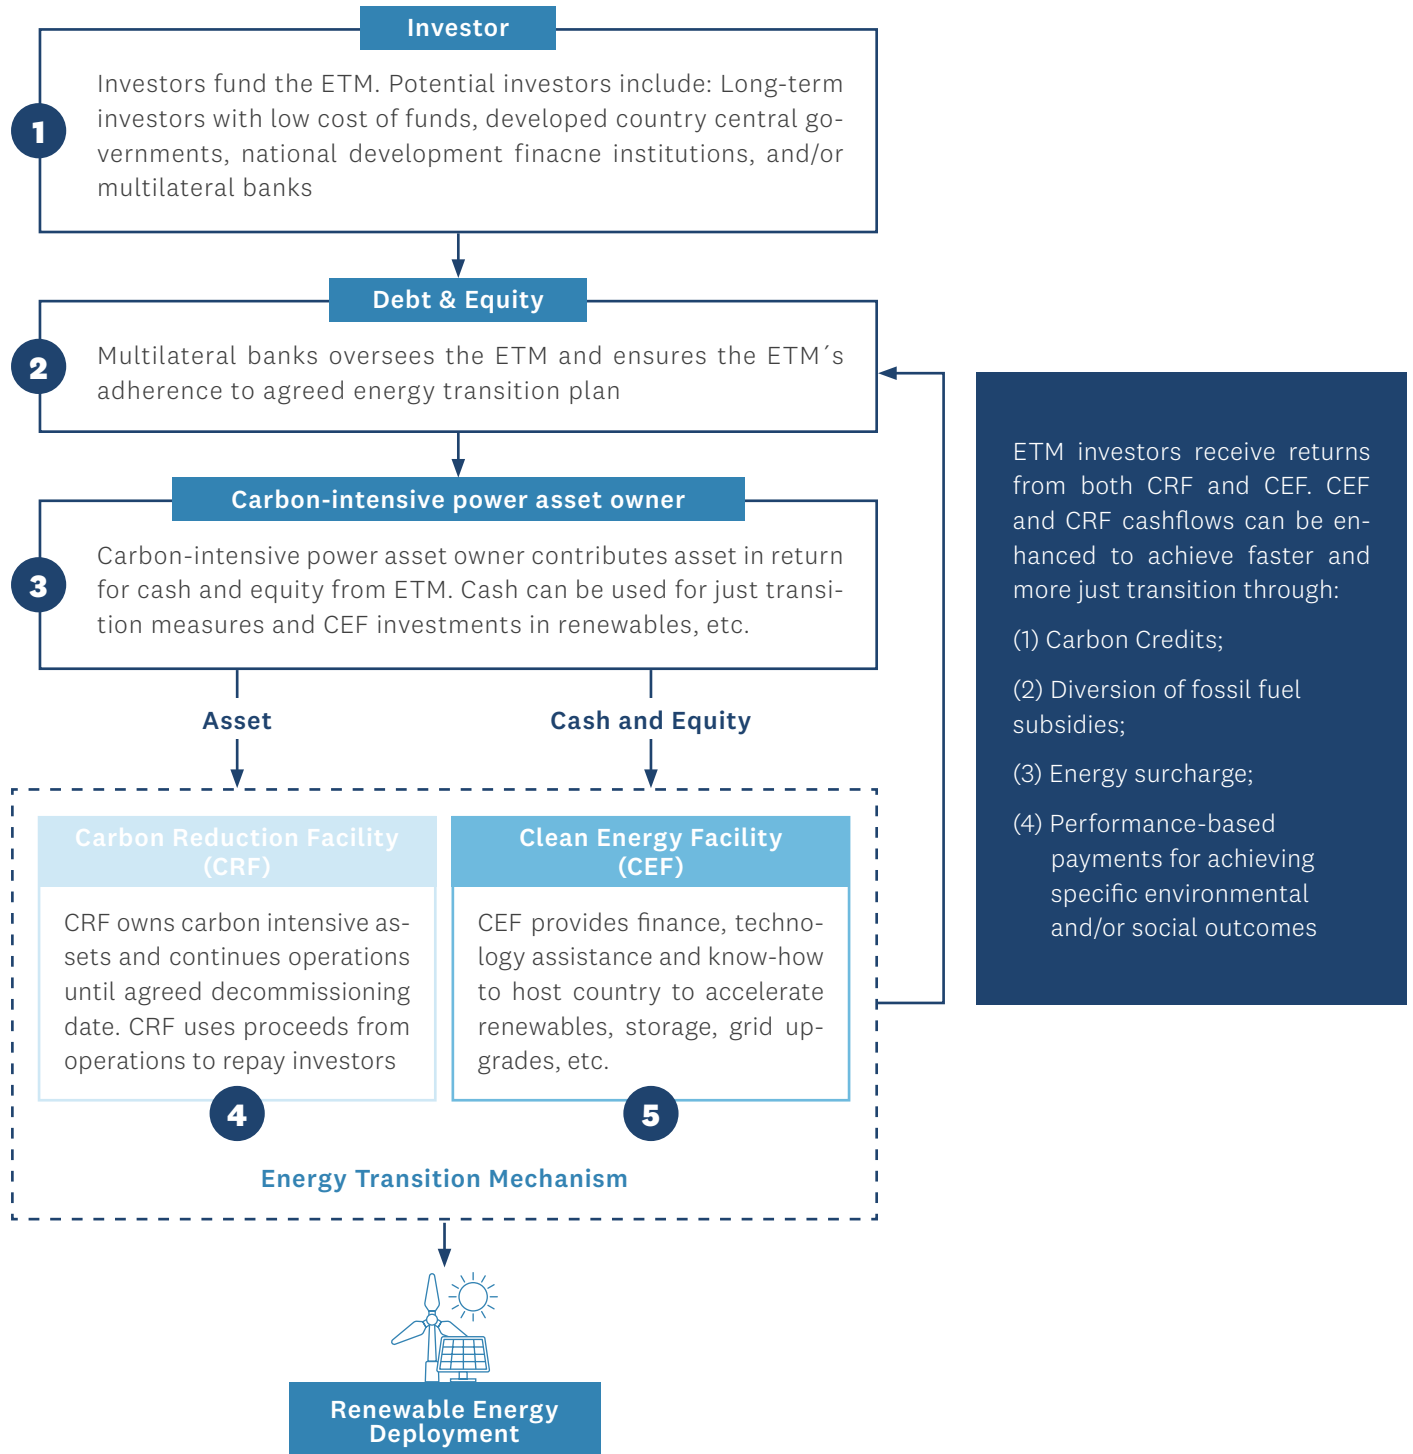 Investor
1
Investors fund the ETM. Potential investors include: Long-term
investors with low cost of funds, developed country central go-
vernments, national development finacne institutions, and/or
multilateral banks
Debt & Equity
2
Multilateral banks oversees the ETM and ensures the ETM´s
adherence to agreed energy transition plan
Carbon-intensive power asset owner
3
Carbon-intensive power asset owner contributes asset in return
for cash and equity from ETM. Cash can be used for just transi-
tion measures and CEF investments in renewables, etc.
Asset
Cash and Equity
Carbon Reduction Facility
(CRF)
CRF owns carbon intensive as-
sets and continues operations
until agreed decommissioning
date. CRF uses proceeds from
operations to repay investors
4
Clean Energy Facility
(CEF)
CEF provides finance, techno-
logy assistance and know-how
to host country to accelerate
renewables, storage, grid up-
grades, etc.
5
Energy Transition Mechanism
Renewable Energy
Deployment
ETM investors receive returns
from both CRF and CEF. CEF
and CRF cashflows can be en-
hanced to achieve faster and
more just transition through:
(1) Carbon Credits;
(2) Diversion of fossil fuel
subsidies;
(3) Energy surcharge;
(4) Performance-based
payments for achieving
specific environmental
and/or social outcomes